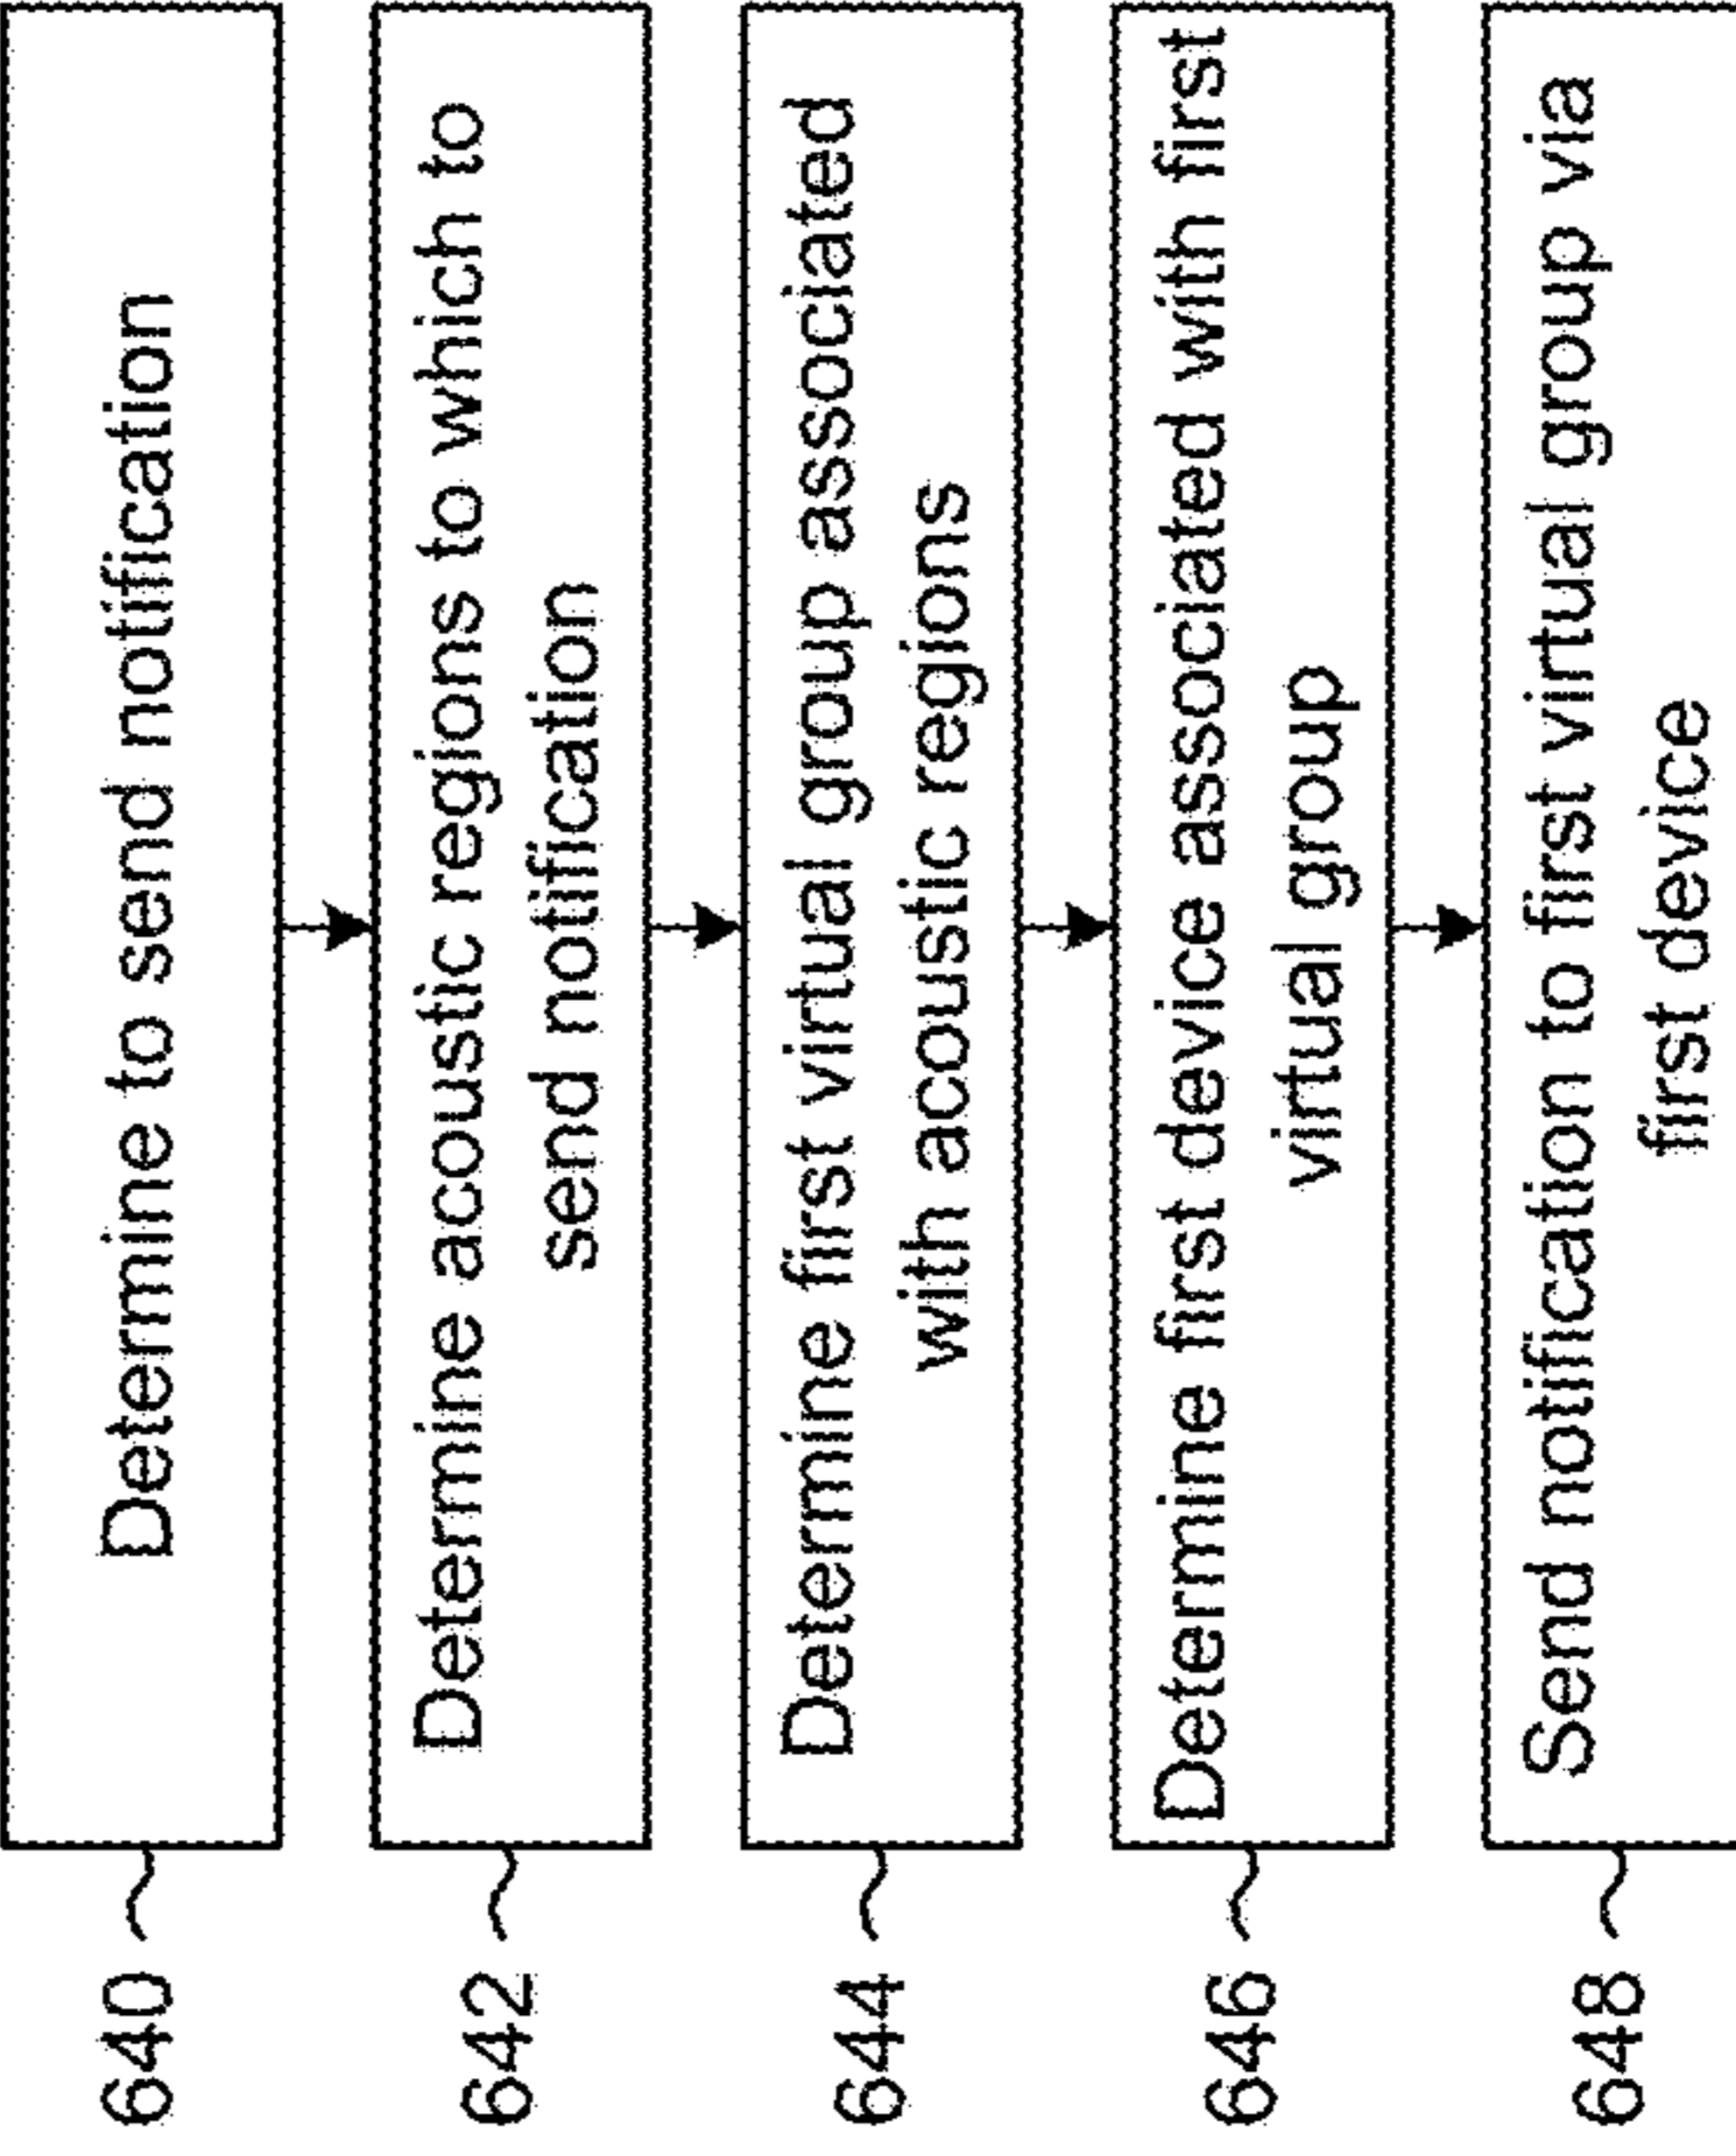 640
Determine to send notification
642
Determine acoustic regions to which to
send notification
644
Determine first virtual group associated
with acoustic regions
646
Determine first device associated with first
virtual group
648
Send notification to first virtual group via
first device